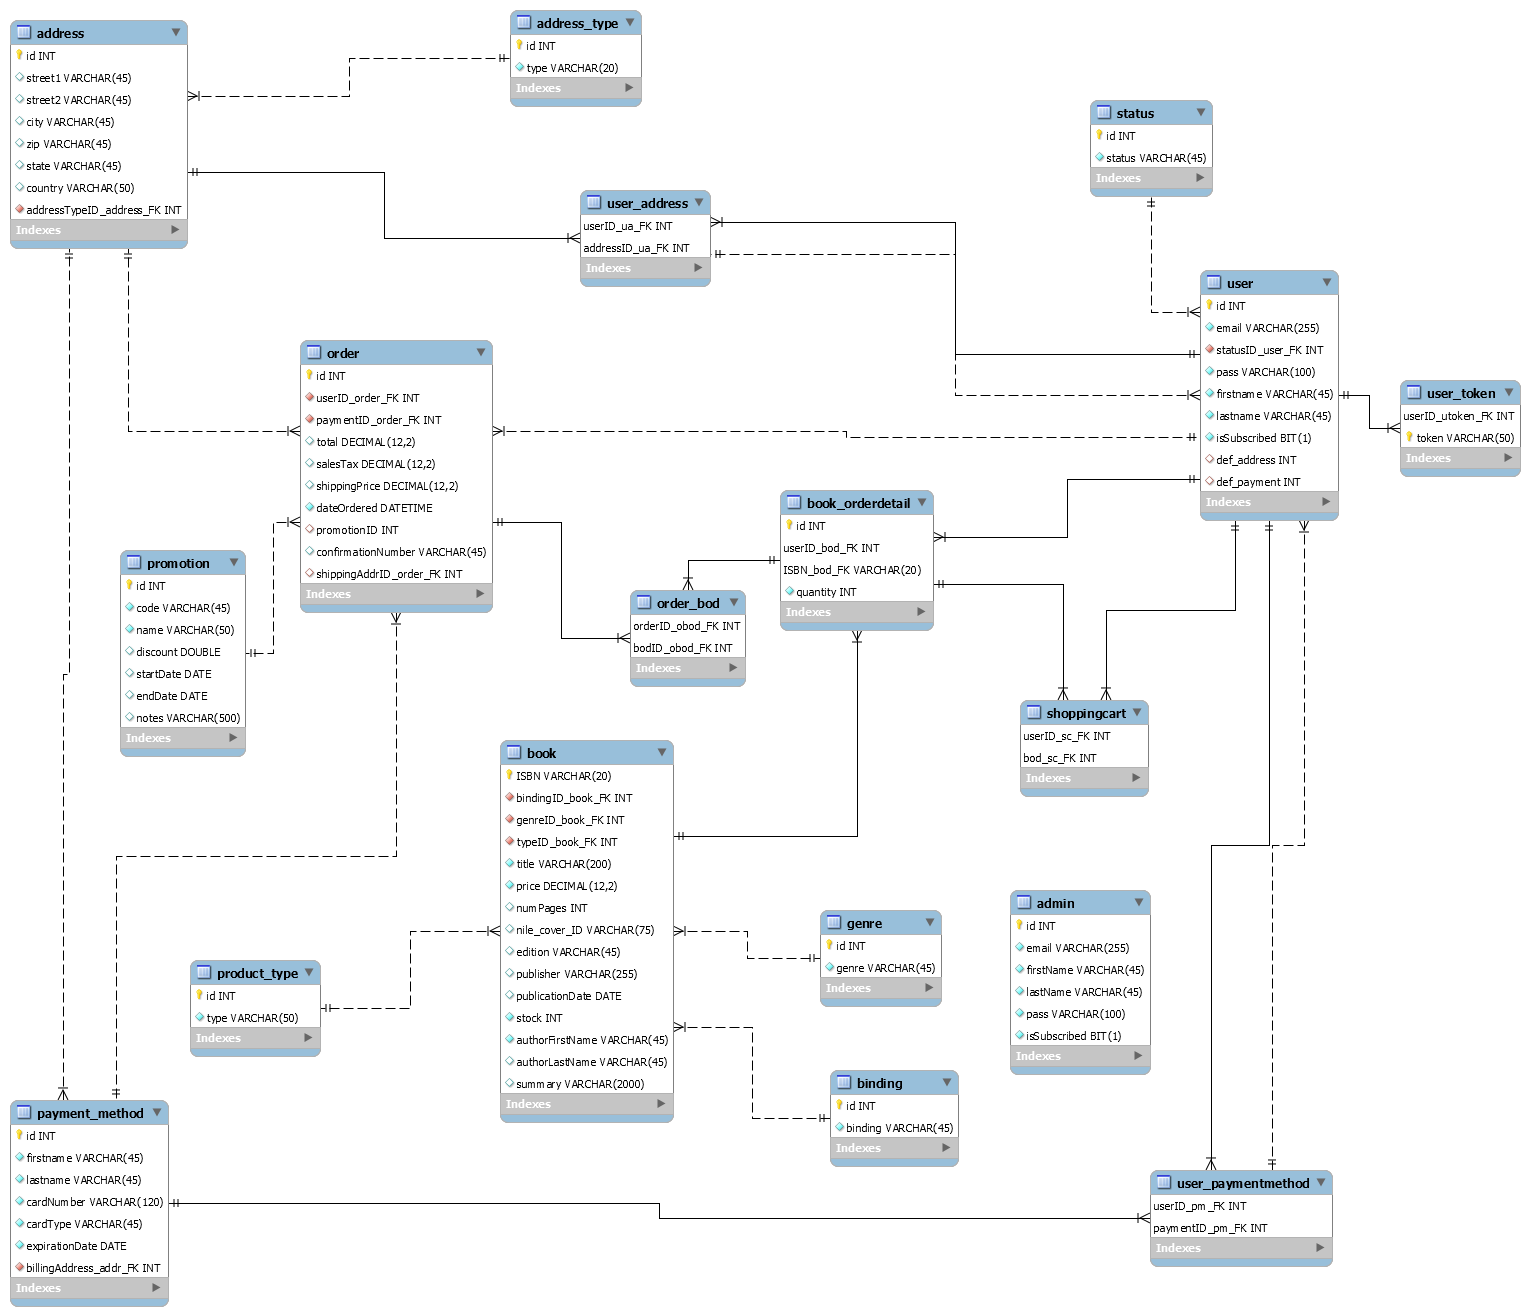 address
id INT
street1 VARCHAR(45)
street2 VARCHAR(45)
city VARCHAR(45)
zip VARCHAR(45)
state VARCHAR(45)
country VARCHAR(50)
addressTypeID_address_FK INT
Indexes
address_type
id INT
type VARCHAR(20)
Indexes
status
id INT
status VARCHAR(45)
Indexes
user_address
userID_ua_FK INT
addressID_ua_FK INT
Indexes
user
id INT
email VARCHAR(255)
statusID_user_FK INT
pass VARCHAR(100)
firstname VARCHAR(45)
lastname VARCHAR(45)
isSubscribed BIT(1)
def_address INT
def_payment INT
Indexes
user_token
userID_utoken_FK INT
token VARCHAR(50)
Indexes
order
id INT
userID_order_FK INT
paymentID_order_FK INT
total DECIMAL(12,2)
salesTax DECIMAL(12,2)
shippingPrice DECIMAL(12,2)
dateOrdered DATETIME
promotionID INT
confirmationNumber VARCHAR(45)
shippingAddrID_order_FK INT
Indexes
book_orderdetail
id INT
userID_bod_FK INT
ISBN_bod_FK VARCHAR(20)
quantity INT
Indexes
promotion
id INT
code VARCHAR(45)
name VARCHAR(50)
discount DOUBLE
startDate DATE
endDate DATE
notes VARCHAR(500)
Indexes
order_bod
orderID_obod_FK INT
bodID_obod_FK INT
Indexes
shoppingcart
userID_sc_FK INT
bod_sc_FK INT
Indexes
book
ISBN VARCHAR(20)
bindingID_book_FK INT
genreID_book_FK INT
typeID_book_FK INT
title VARCHAR(200)
price DECIMAL(12,2)
numPages INT
nile_cover_ID VARCHAR(75)
edition VARCHAR(45)
publisher VARCHAR(255)
publicationDate DATE
stock INT
authorFirstName VARCHAR(45)
authorLastName VARCHAR(45)
summary VARCHAR(2000)
Indexes
genre
id INT
genre VARCHAR(45)
Indexes
admin
id INT
email VARCHAR(255)
firstName VARCHAR(45)
lastName VARCHAR(45)
pass VARCHAR(100)
isSubscribed BIT(1)
Indexes
product_type
id INT
type VARCHAR(50)
Indexes
binding
id INT
binding VARCHAR(45)
Indexes
payment_method
id INT
firstname VARCHAR(45)
lastname VARCHAR(45)
cardNumber VARCHAR(120)
cardType VARCHAR(45)
expirationDate DATE
billingAddress_addr_FK INT
Indexes
user_paymentmethod
userID_pm_FK INT
paymentID_pm_FK INT
Indexes